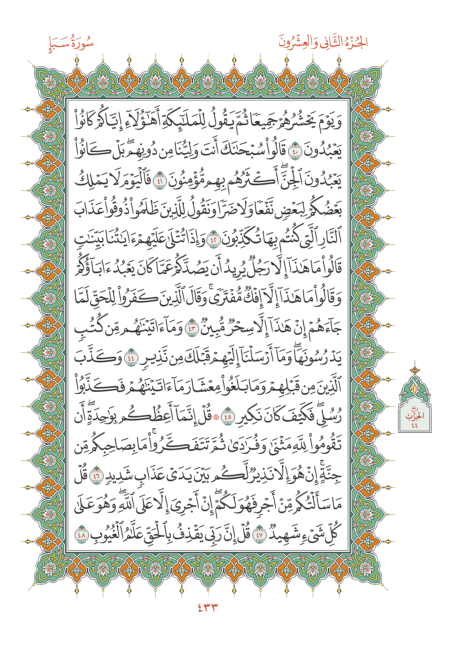 الجُزْءُ الثَّانِي وَالعِشْرُونَ
سُورَةُ سَبَإٍ
وَيَوْمَ يَحْشُرُهُمْ جَمِيعًا ثُمَّ يَقُولُ لِلْمَلَٰٓئِكَةِ أَهَٰٓؤُلَآءِ إِيَّاكُمْ كَانُوا۟
يَعْبُدُونَ ٤٠ قَالُوا۟ سُبْحَٰنَكَ أَنتَ وَلِيُّنَا مِن دُونِهِم ۖ بَلْ كَانُوا۟
يَعْبُدُونَ ٱلْجِنَّ ۖ أَكْثَرُهُم بِهِم مُّؤْمِنُونَ ٤١ فَٱلْيَوْمَ لَا يَمْلِكُ
بَعْضُكُمْ لِبَعْضٍ نَّفْعًا وَلَا ضَرًّا وَنَقُولُ لِلَّذِينَ ظَلَمُوا۟ ذُوقُوا۟ عَذَابَ
ٱلنَّارِ ٱلَّتِى كُنتُم بِهَا تُكَذِّبُونَ ٤٢ وَإِذَا تُتْلَىٰ عَلَيْهِمْ ءَايَٰتُنَا بَيِّنَٰتٍ
قَالُوا۟ مَا هَٰذَآ إِلَّا رَجُلٌ يُرِيدُ أَن يَصُدَّكُمْ عَمَّا كَانَ يَعْبُدُ ءَابَآؤُكُمْ
وَقَالُوا۟ مَا هَٰذَآ إِلَّآ إِفْكٌ مُّفْتَرًى ۚ وَقَالَ ٱلَّذِينَ كَفَرُوا۟ لِلْحَقِّ لَمَّا
جَآءَهُمْ إِنْ هَٰذَآ إِلَّا سِحْرٌ مُّبِينٌ ٤٣ وَمَآ ءَاتَيْنَٰهُم مِّن كُتُبٍ
يَدْرُسُونَهَا ۖ وَمَآ أَرْسَلْنَآ إِلَيْهِمْ قَبْلَكَ مِن نَّذِيرٍ ٤٤ وَكَذَّبَ
ٱلَّذِينَ مِن قَبْلِهِمْ وَمَا بَلَغُوا۟ مِعْشَارَ مَآ ءَاتَيْنَٰهُمْ فَكَذَّبُوا۟
رُسُلِى ۖ فَكَيْفَ كَانَ نَكِيرِ ٤٥ ۞ قُلْ إِنَّمَآ أَعِظُكُم بِوَٰحِدَةٍ ۖ أَن
تَقُومُوا۟ لِلَّهِ مَثْنَىٰ وَفُرَٰدَىٰ ثُمَّ تَتَفَكَّرُوا۟ ۚ مَا بِصَاحِبِكُم مِّن
جِنَّةٍ ۚ إِنْ هُوَ إِلَّا نَذِيرٌ لَّكُم بَيْنَ يَدَىْ عَذَابٍ شَدِيدٍ ٤٦ قُلْ
مَا سَأَلْتُكُم مِّنْ أَجْرٍ فَهُوَ لَكُمْ ۖ إِنْ أَجْرِىَ إِلَّا عَلَى ٱللَّهِ ۖ وَهُوَ عَلَىٰ
كُلِّ شَىْءٍ شَهِيدٌ ٤٧ قُلْ إِنَّ رَبِّى يَقْذِفُ بِٱلْحَقِّ عَلَّٰمُ ٱلْغُيُوبِ ٤٨
رُبْع
الحِزْب
٤٤
٤٣٣